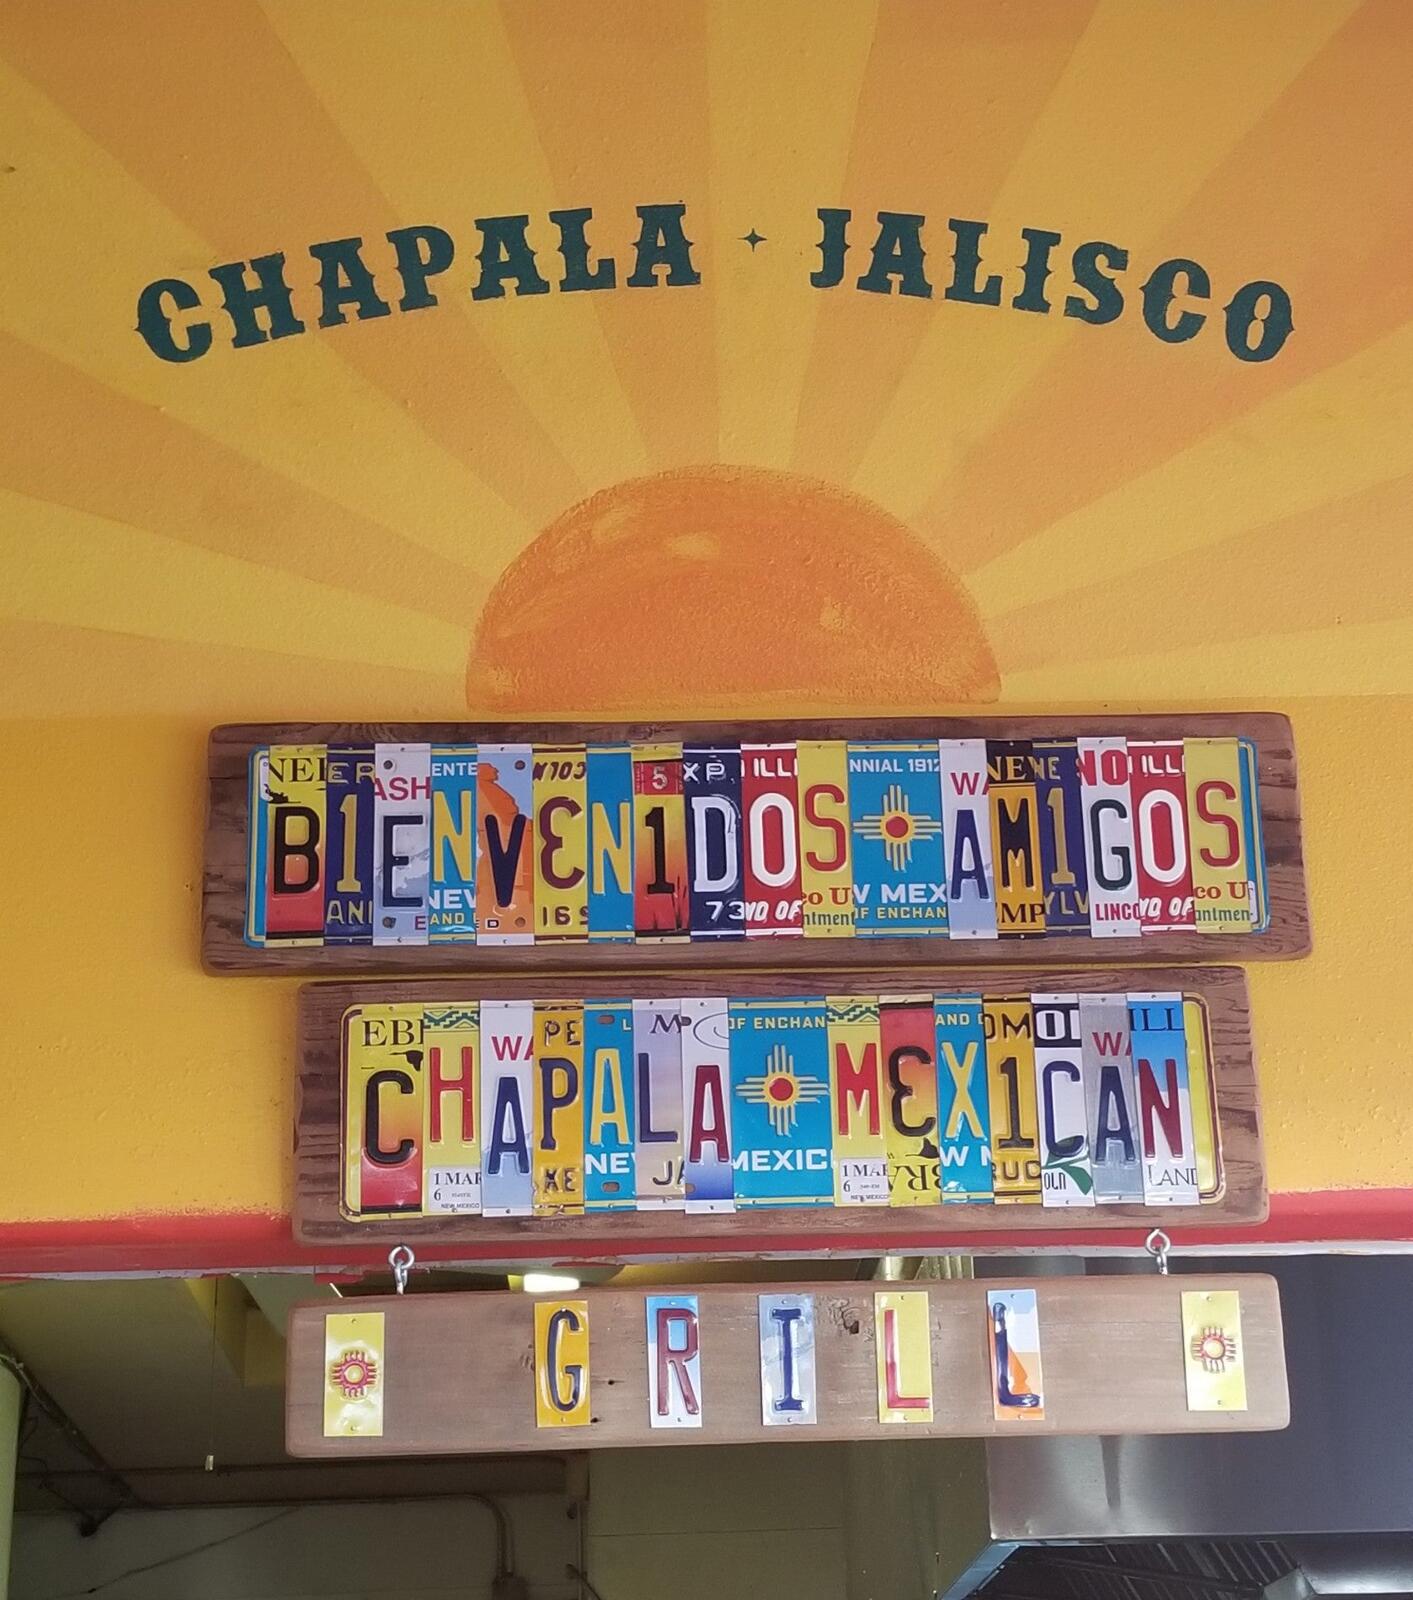 CHAPALA · JALISCO
B1ENVEN1DOS AM1GOS
CHAPALA MEX1CAN
GRILL